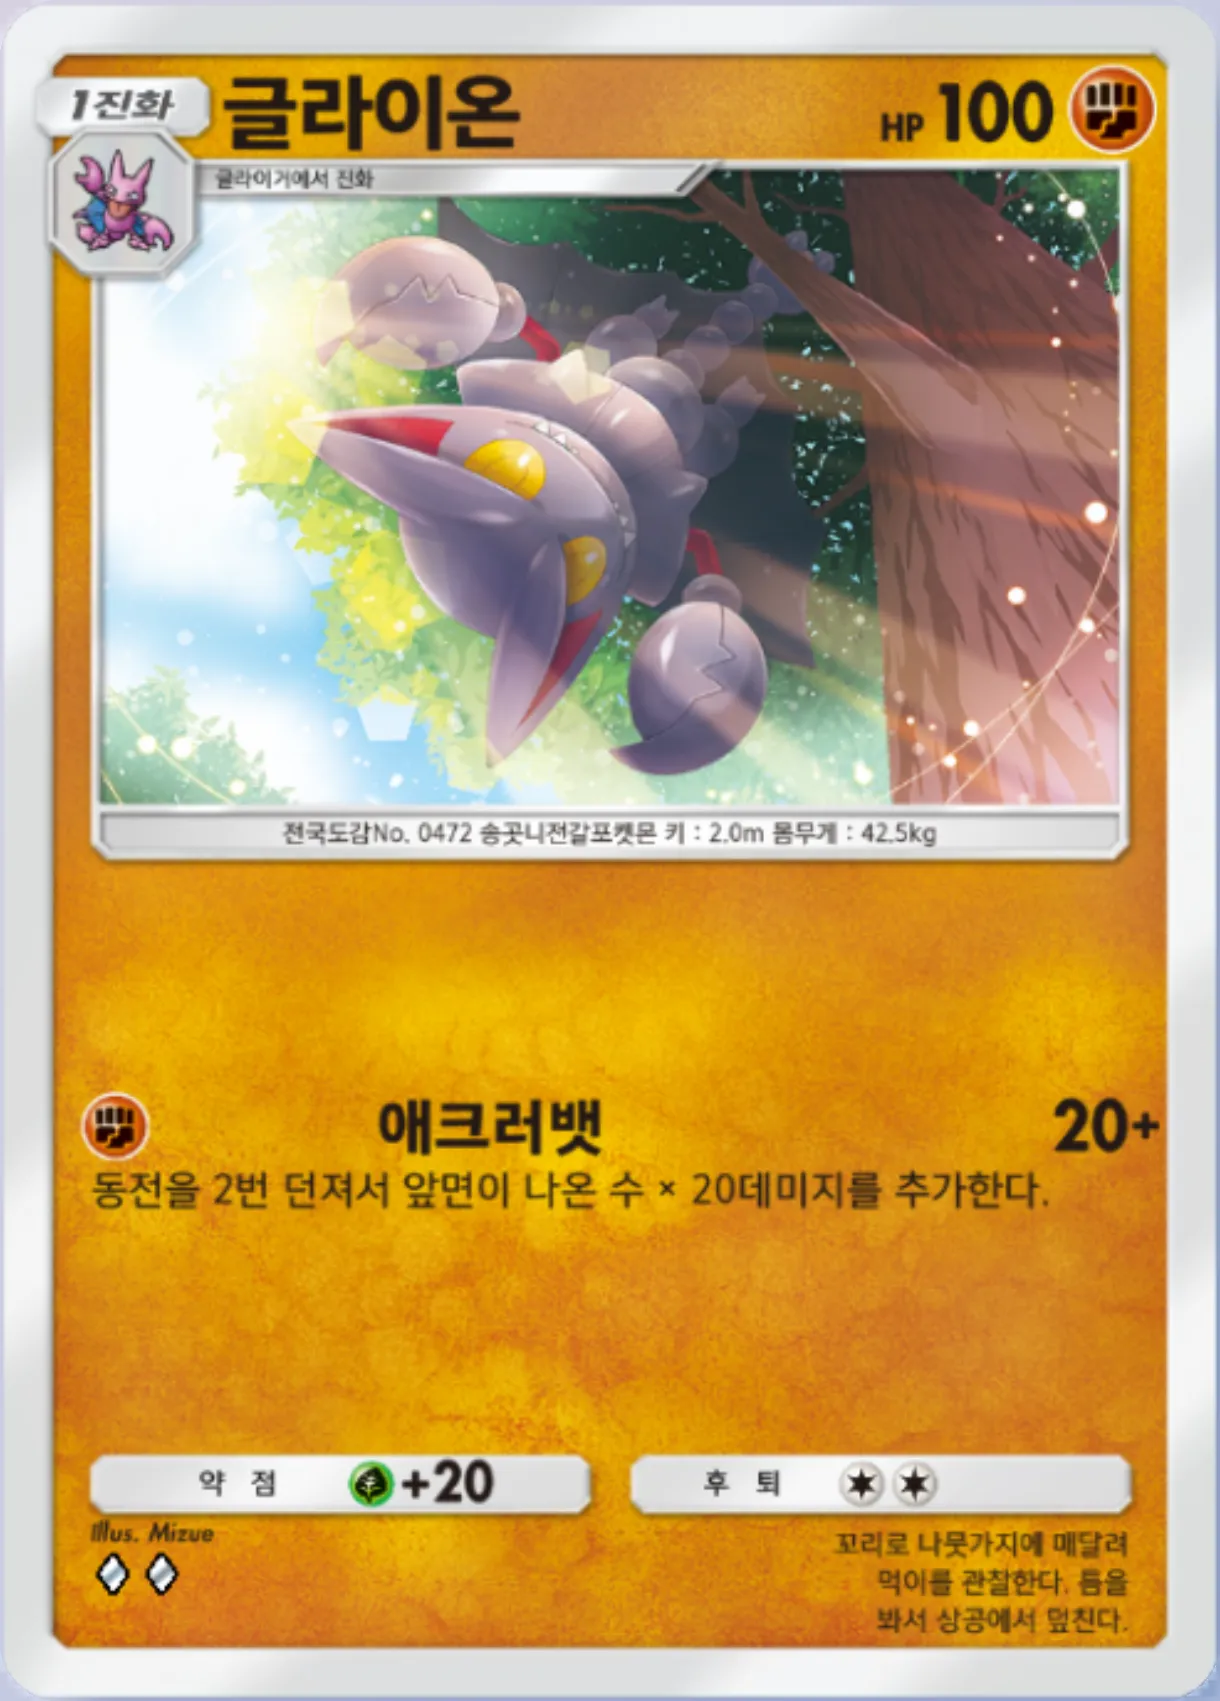 1진화
글라이온
HP 100
글라이거에서 진화
전국도감No. 0472 송곳니전갈포켓몬 키 : 2.0m 몸무게 : 42.5kg
애크러뱃 20+
동전을 2번 던져서 앞면이 나온 수 × 20데미지를 추가한다.
약 점 +20
후 퇴
Illus. Mizue
꼬리로 나뭇가지에 매달려
먹이를 관찰한다. 틈을
봐서 상공에서 덮친다.